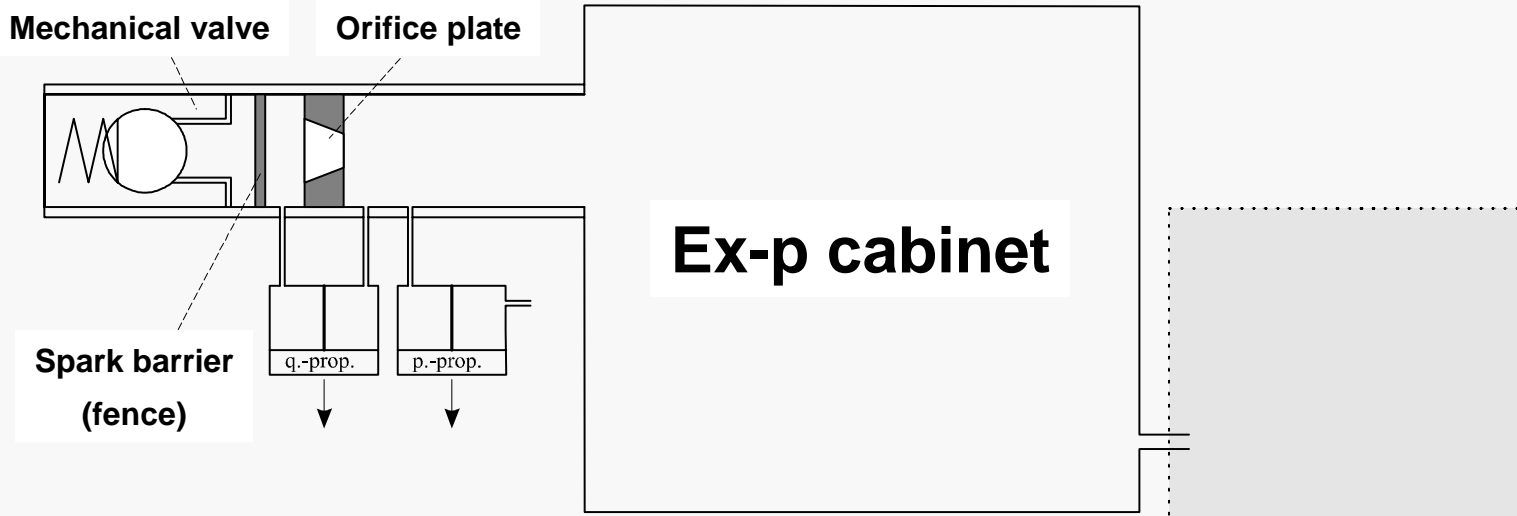 Mechanical valve
Orifice plate
Ex-p cabinet
Spark barrier
(fence)
q.-prop.
p.-prop.